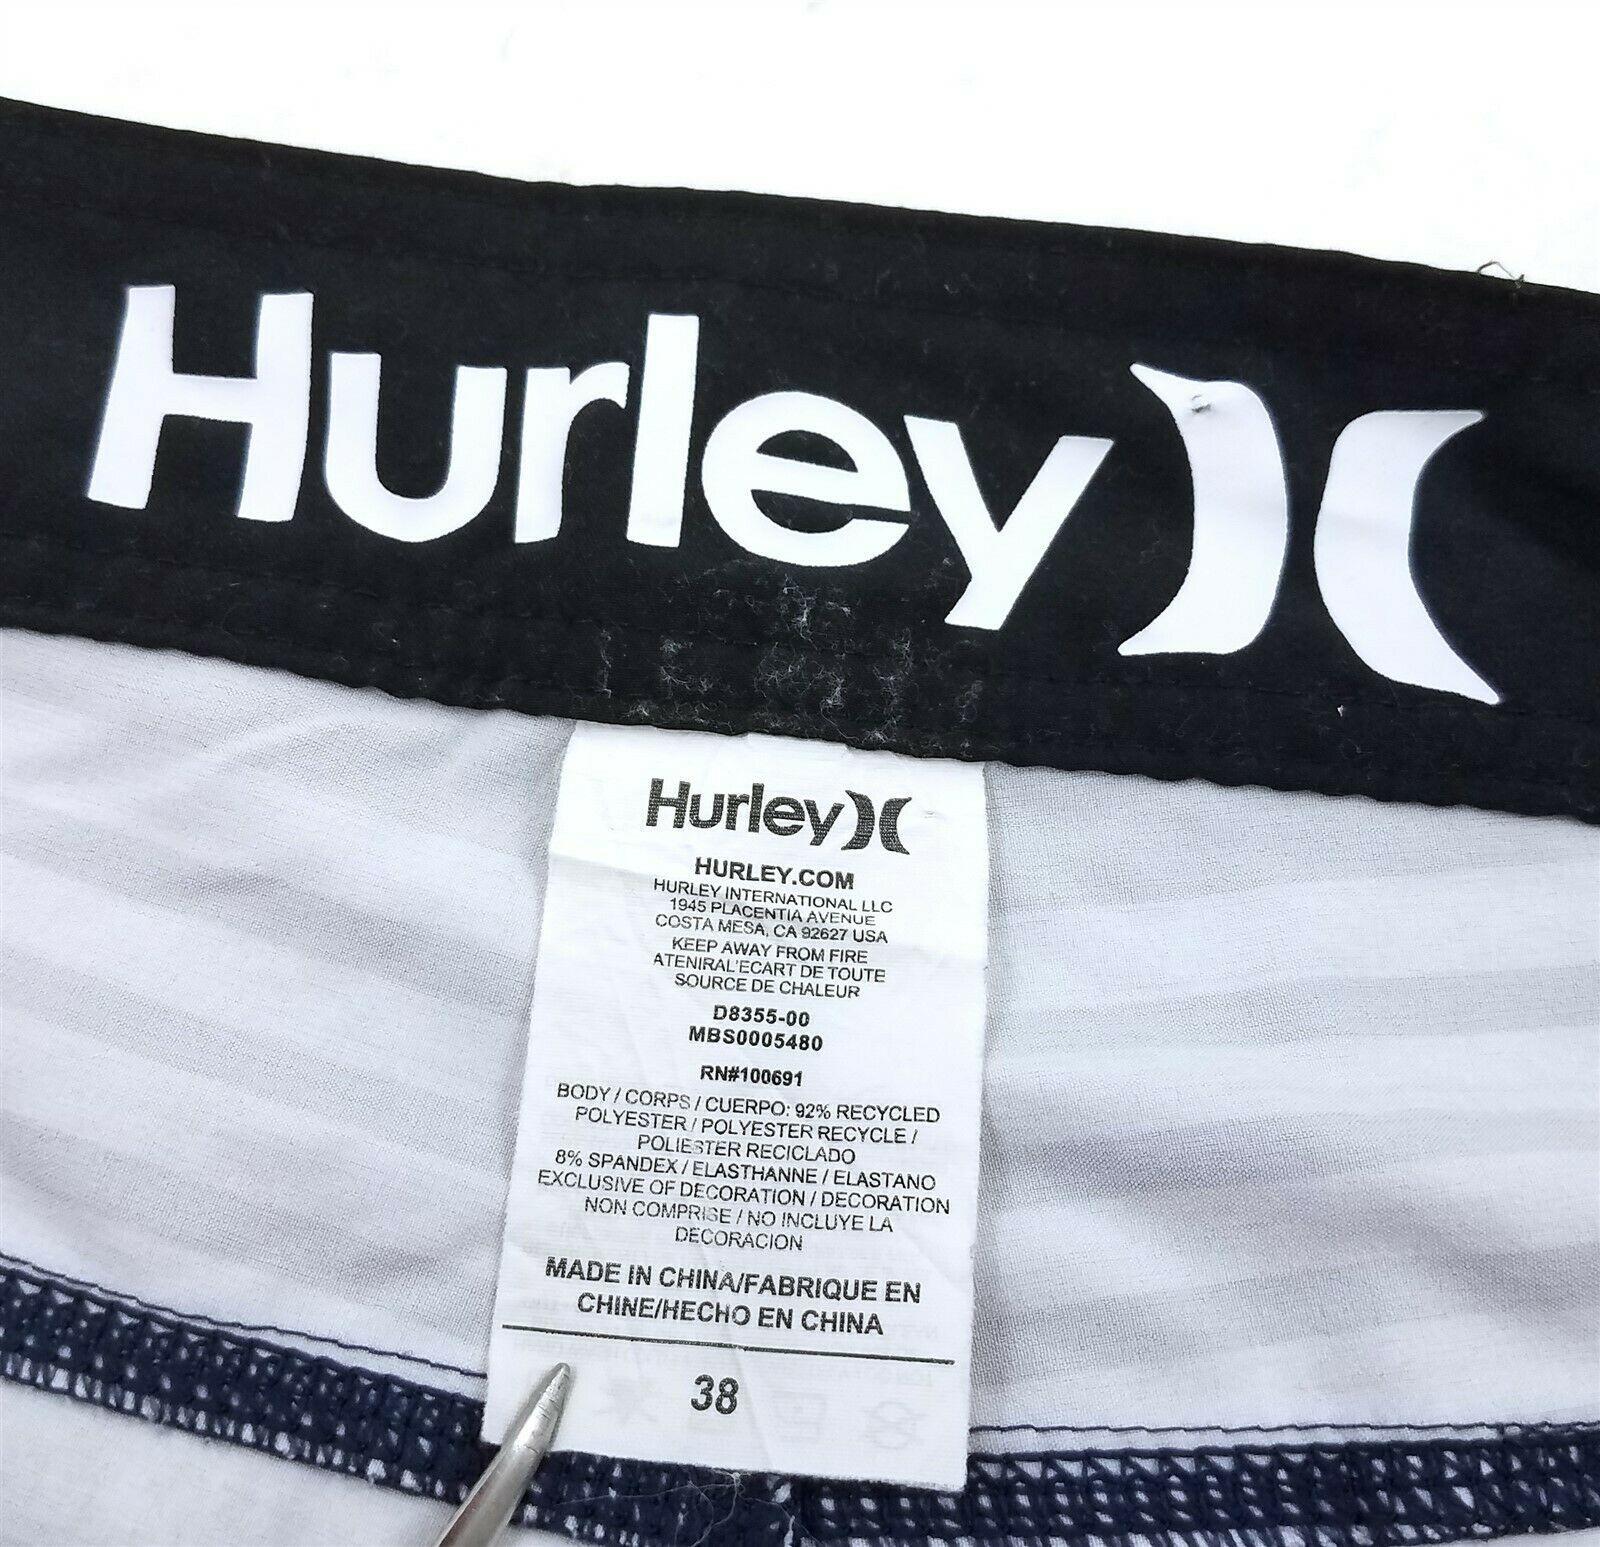 Hurley
Hurley
HURLEY.COM
HURLEY INTERNATIONAL LLC
1945 PLACENTIA AVENUE
COSTA MESA, CA 92627 USA
KEEP AWAY FROM FIRE
ATENIRAL'ECART DE TOUTE
SOURCE DE CHALEUR
D8355-00
MBS0005480
RN#100691
BODY / CORPS / CUERPO: 92% RECYCLED
POLYESTER / POLYESTER RECYCLE /
POLIESTER RECICLADO
8% SPANDEX / ELASTHANNE / ELASTANO
EXCLUSIVE OF DECORATION / DECORATION
NON COMPRISE / NO INCLUYE LA
DECORACION
MADE IN CHINA/FABRIQUE EN
CHINE/HECHO EN CHINA
38